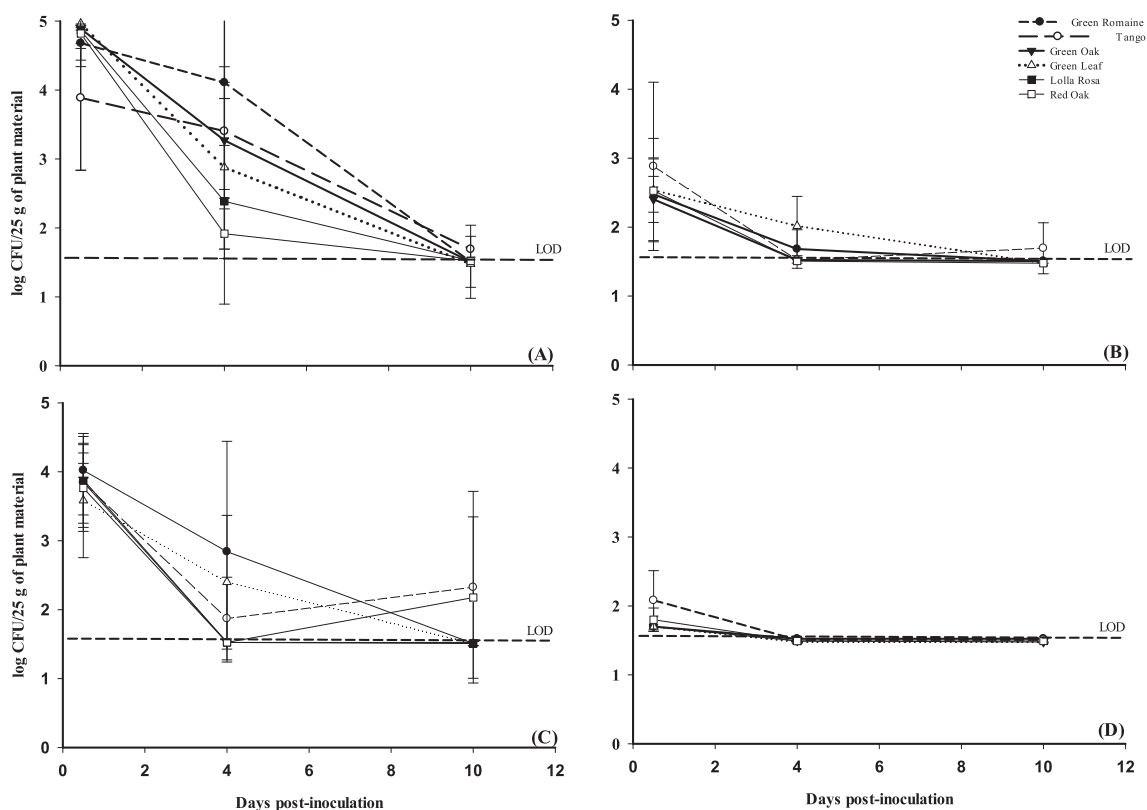 5
4
3
2
1
0
log CFU/25 g of plant material
LOD
(A)
5
4
3
2
1
0
Green Romaine
Tango
Green Oak
Green Leaf
Lolla Rosa
Red Oak
LOD
(B)
5
4
3
2
1
0
log CFU/25 g of plant material
LOD
(C)
0 2 4 6 8 10 12
Days post-inoculation
5
4
3
2
1
0
LOD
(D)
0 2 4 6 8 10 12
Days post-inoculation